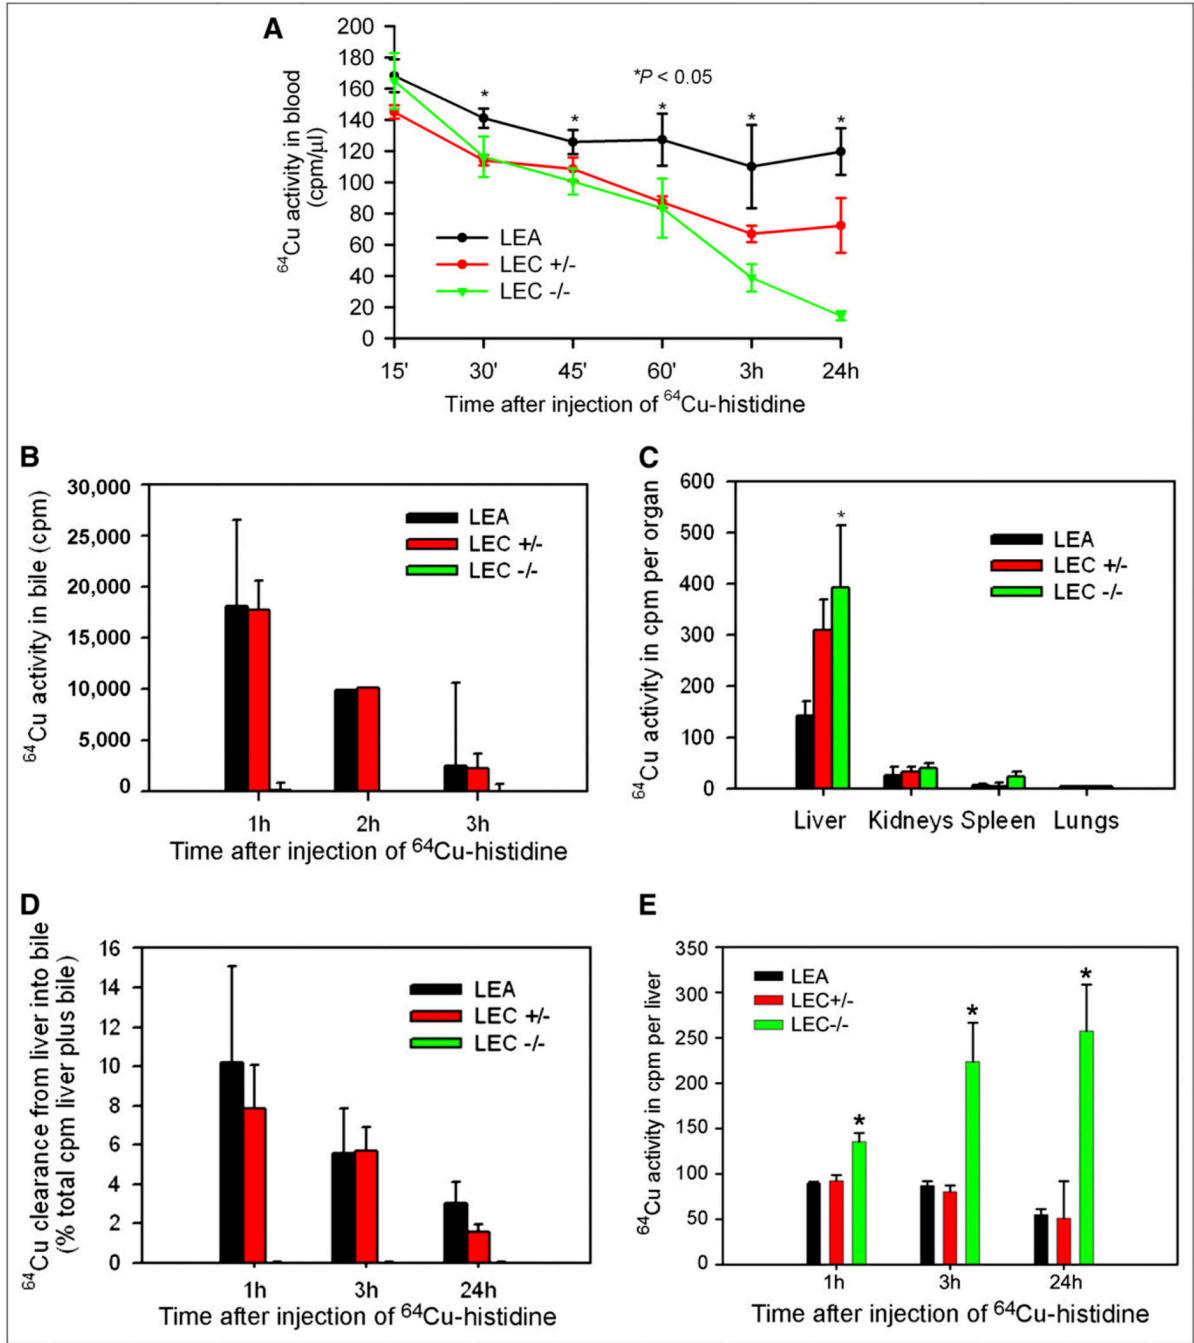 A
200
180
160
140
120
100
80
60
40
20
0
⁶⁴Cu activity in blood
(cpm/µl)
*P < 0.05
*
*
*
*
*
LEA
LEC +/-
LEC -/-
15' 30' 45' 60' 3h 24h
Time after injection of ⁶⁴Cu-histidine
B
30,000
25,000
20,000
15,000
10,000
5,000
0
⁶⁴Cu activity in bile (cpm)
LEA
LEC +/-
LEC -/-
1h 2h 3h
Time after injection of ⁶⁴Cu-histidine
C
600
500
400
300
200
100
0
⁶⁴Cu activity in cpm per organ
*
LEA
LEC +/-
LEC -/-
Liver Kidneys Spleen Lungs
D
16
14
12
10
8
6
4
2
0
⁶⁴Cu clearance from liver into bile
(% total cpm liver plus bile)
LEA
LEC +/-
LEC -/-
1h 3h 24h
Time after injection of ⁶⁴Cu-histidine
E
350
300
250
200
150
100
50
0
⁶⁴Cu activity in cpm per liver
LEA
LEC+/-
LEC-/-
*
*
*
1h 3h 24h
Time after injection of ⁶⁴Cu-histidine